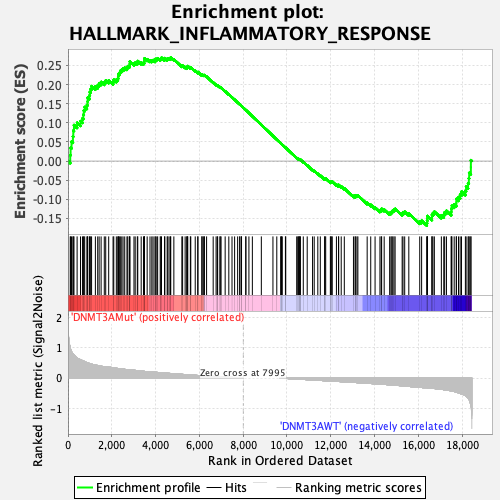 Enrichment plot:
HALLMARK_INFLAMMATORY_RESPONSE
Enrichment score (ES)
0.25
0.20
0.15
0.10
0.05
0.00
-0.05
-0.10
-0.15
'DNMT3AMut' (positively correlated)
Ranked list metric (Signal2Noise)
2
1
0
-1
Zero cross at 7995
'DNMT3AWT' (negatively correlated)
0
2,000
4,000
6,000
8,000
10,000
12,000
14,000
16,000
18,000
Rank in Ordered Dataset
Enrichment profile
Hits
Ranking metric scores